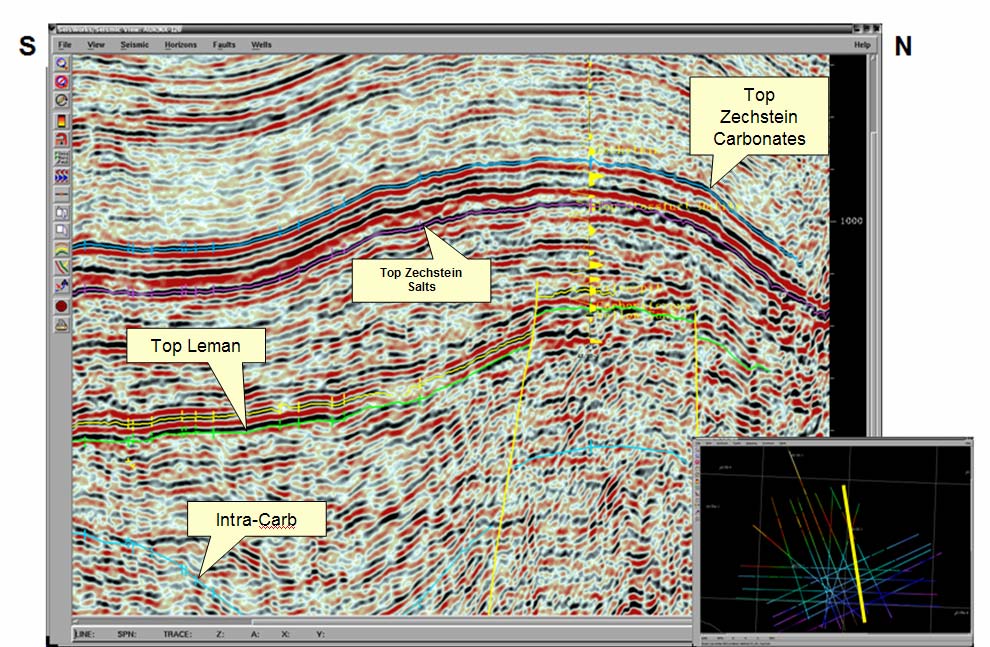 SeisWorks/Seismic View: AUK9AX-120
S
N
File View Seismic Horizons Faults Wells Help
Top
Zechstein
Carbonates
1000
Top Zechstein
Salts
Top Leman
Intra-Carb
LINE: SPN: TRACE: Z: A: X: Y: